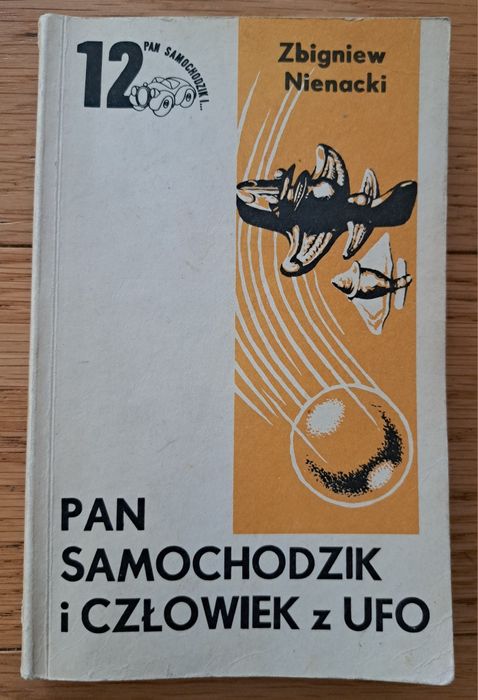 12
PAN SAMOCHODZIK I...
Zbigniew
Nienacki
PAN
SAMOCHODZIK
i CZŁOWIEK z UFO